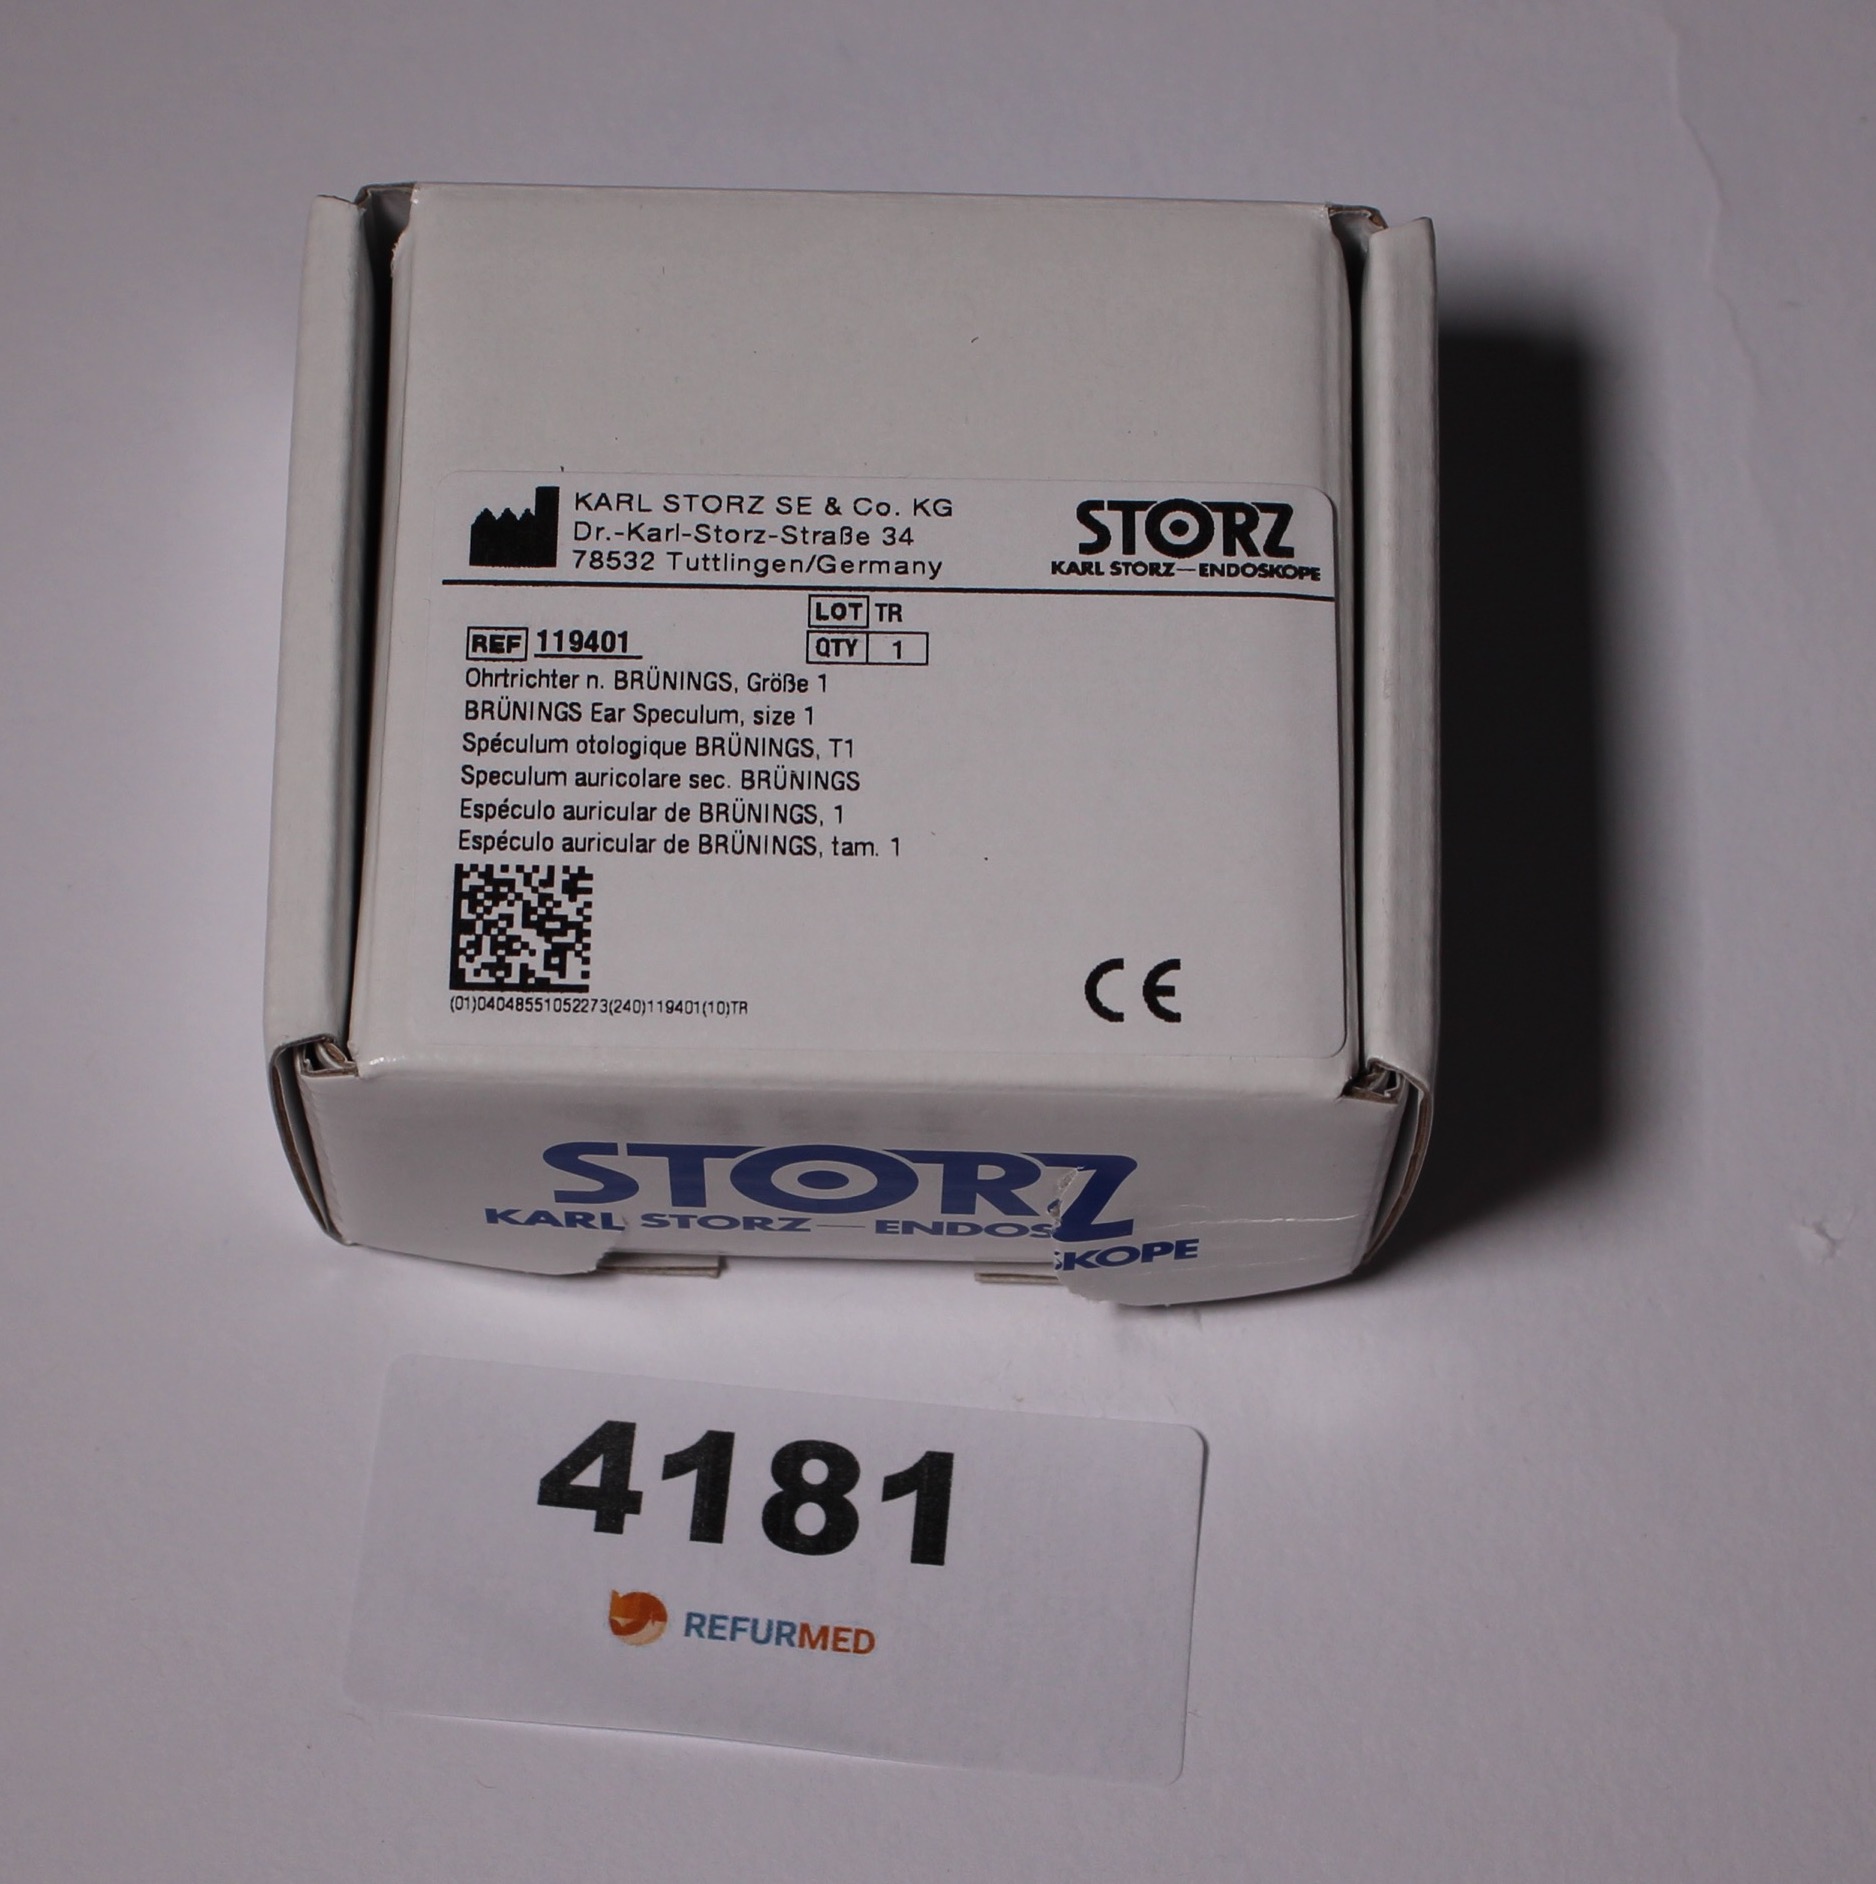 KARL STORZ SE & Co. KG
Dr.-Karl-Storz-Straße 34
78532 Tuttlingen/Germany
STORZ
KARL STORZ—ENDOSKOPE
LOT TR
REF 119401
QTY 1
Ohrtrichter n. BRÜNINGS, Größe 1
BRÜNINGS Ear Speculum, size 1
Spéculum otologique BRÜNINGS, T1
Speculum auricolare sec. BRÜNINGS
Espéculo auricular de BRÜNINGS, 1
Espéculo auricular de BRÜNINGS, tam. 1
(01)04048551052273(240)119401(10)TR
CE
STORZ
KARL STORZ—ENDOSKOPE
4181
REFURMED